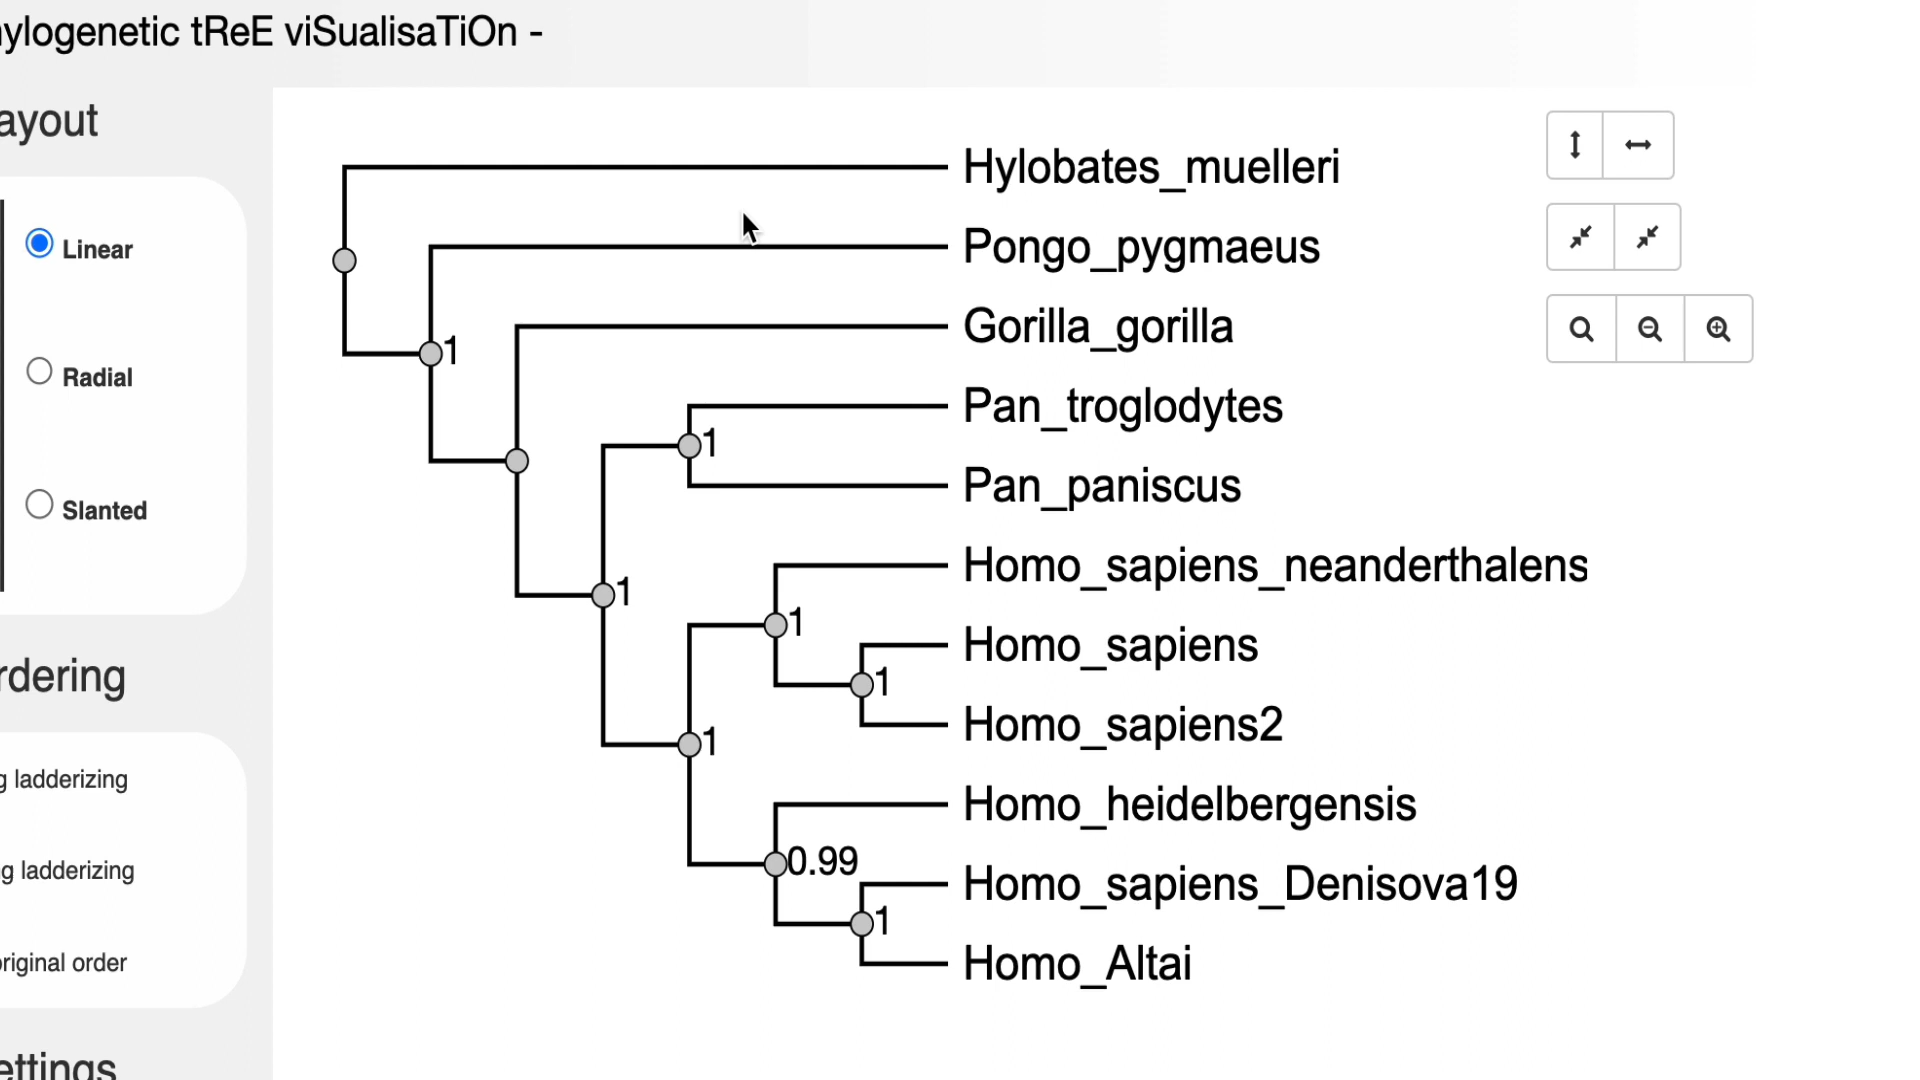 ylogenetic tReE viSualisaTiOn -
ayout
Linear
Radial
Slanted
rdering
g ladderizing
g ladderizing
riginal order
ettings
Hylobates_muelleri
Pongo_pygmaeus
1
Gorilla_gorilla
Pan_troglodytes
1
Pan_paniscus
Homo_sapiens_neanderthalens
1
1
Homo_sapiens
1
Homo_sapiens2
1
Homo_heidelbergensis
0.99
Homo_sapiens_Denisova19
1
Homo_Altai